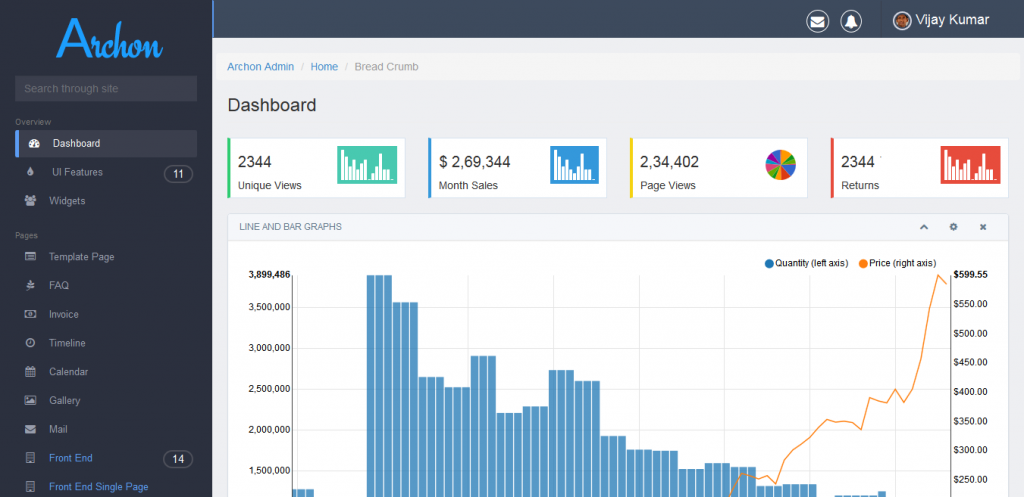 Archon
Vijay Kumar
Search through site
Overview
Dashboard
UI Features 11
Widgets
Pages
Template Page
FAQ
Invoice
Timeline
Calendar
Gallery
Mail
Front End 14
Front End Single Page
Archon Admin / Home / Bread Crumb
Dashboard
2344
Unique Views
$ 2,69,344
Month Sales
2,34,402
Page Views
2344
Returns
LINE AND BAR GRAPHS
Quantity (left axis) Price (right axis)
3,899,486
3,500,000
3,000,000
2,500,000
2,000,000
1,500,000
$599.55
$550.00
$500.00
$450.00
$400.00
$350.00
$300.00
$250.00